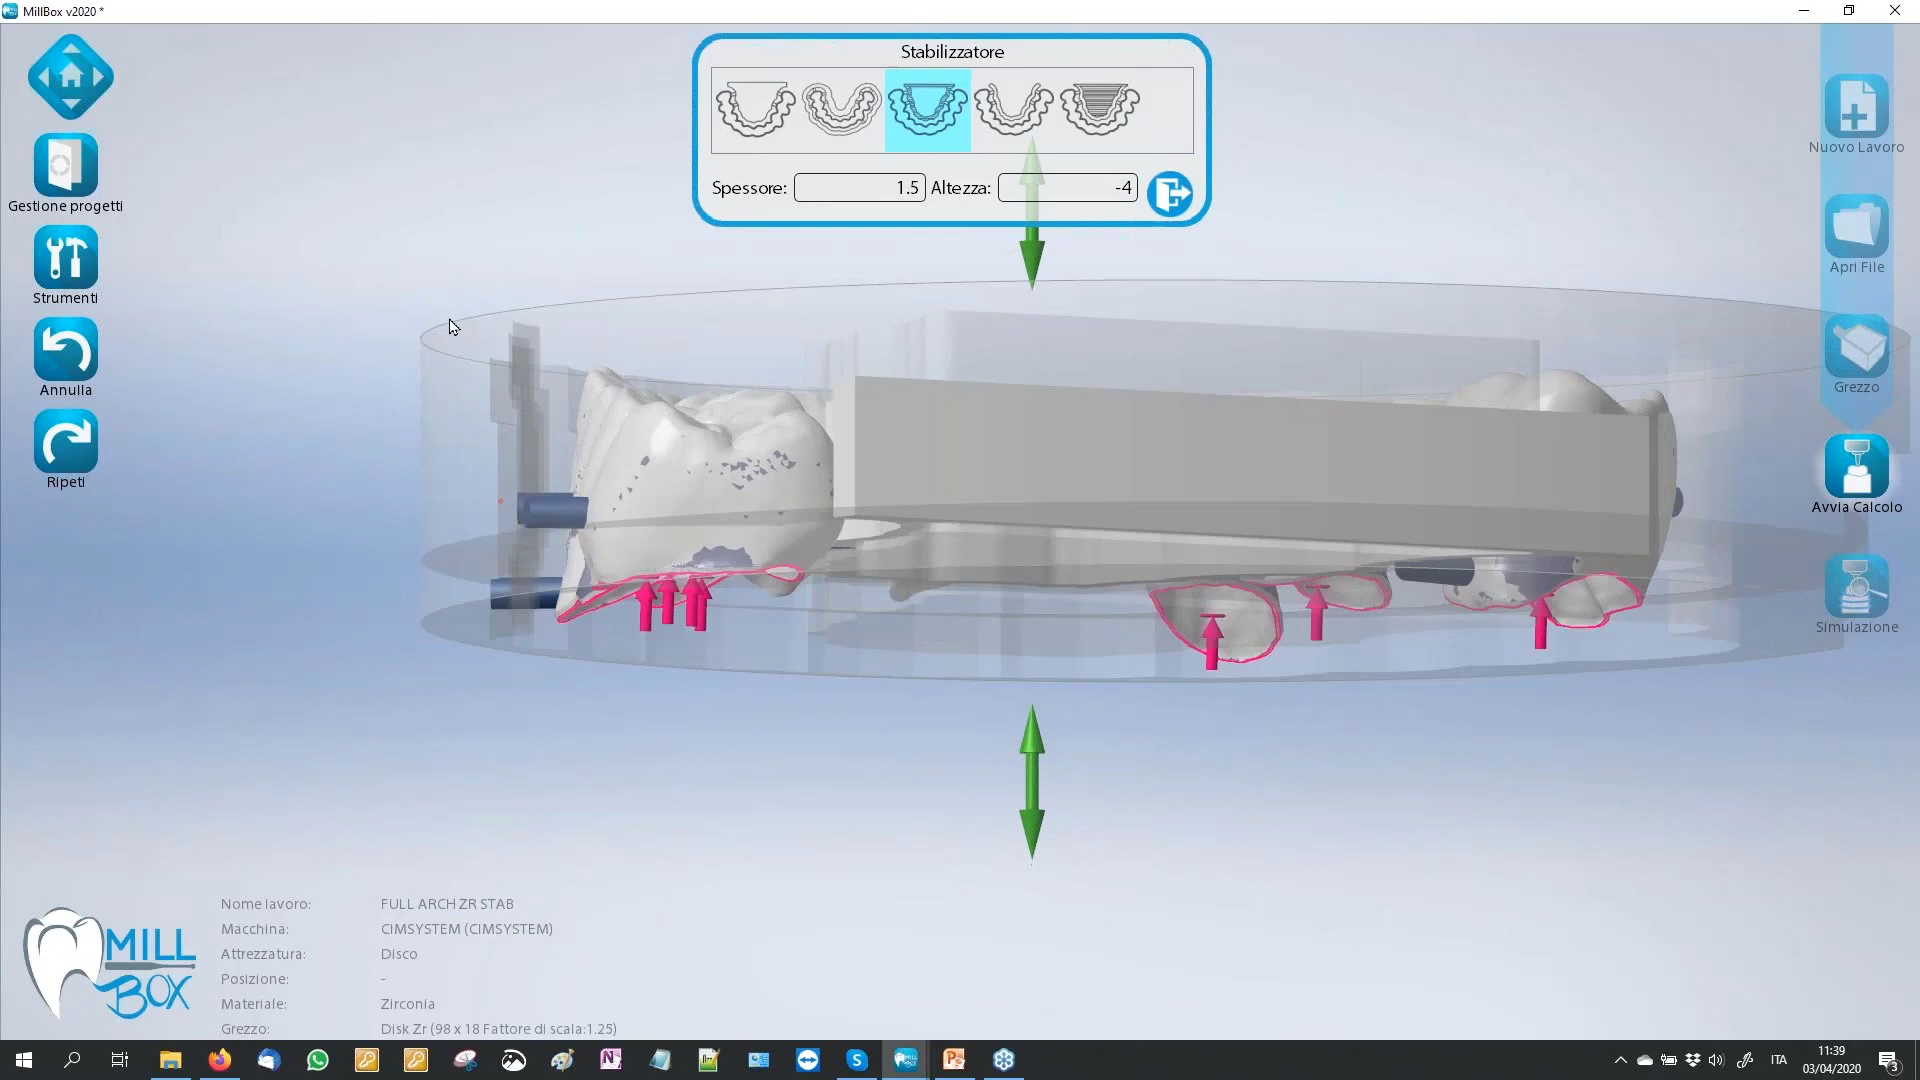 MillBox v2020 *
Stabilizzatore
Spessore: 1.5 Altezza: -4
Gestione progetti
Strumenti
Annulla
Ripeti
Nuovo Lavoro
Apri File
Grezzo
Avvia Calcolo
Simulazione
MILL
BOX
Nome lavoro: FULL ARCH ZR STAB
Macchina: CIMSYSTEM (CIMSYSTEM)
Attrezzatura: Disco
Posizione: -
Materiale: Zirconia
Grezzo: Disk Zr (98 x 18 Fattore di scala:1.25)
ITA
11:39
03/04/2020
3